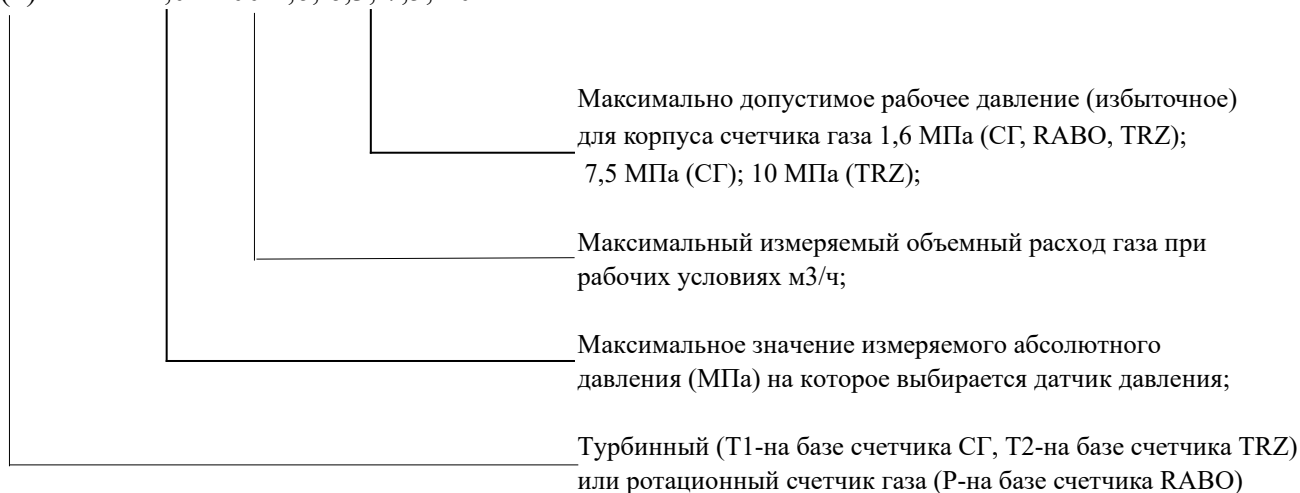 Максимально допустимое рабочее давление (избыточное)
для корпуса счетчика газа 1,6 МПа (СГ, RABO, TRZ);
7,5 МПа (СГ); 10 МПа (TRZ);
Максимальный измеряемый объемный расход газа при
рабочих условиях м3/ч;
Максимальное значение измеряемого абсолютного
давления (МПа) на которое выбирается датчик давления;
Турбинный (Т1-на базе счетчика СГ, Т2-на базе счетчика TRZ)
или ротационный счетчик газа (Р-на базе счетчика RABO)